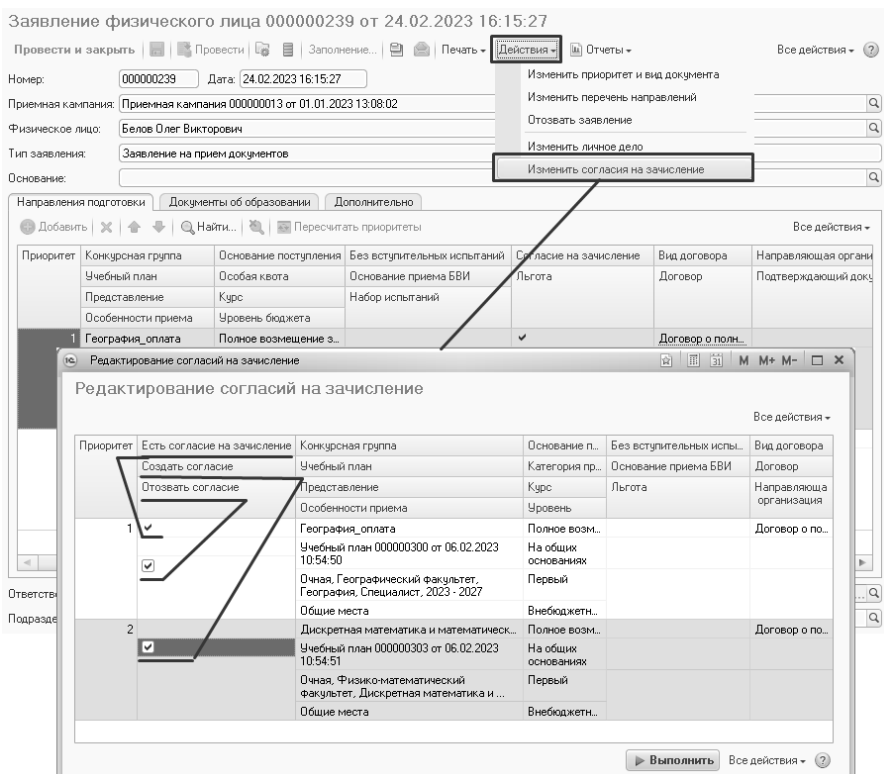 Заявление физического лица 000000239 от 24.02.2023 16:15:27
Провести и закрыть Провести Заполнение... Печать Действия Отчеты Все действия ?
Номер: 000000239 Дата: 24.02.2023 16:15:27
Изменить приоритет и вид документа
Изменить перечень направлений
Отозвать заявление
Изменить личное дело
Изменить согласия на зачисление
Приемная кампания: Приемная кампания 000000013 от 01.01.2023 13:08:02
Физическое лицо: Белов Олег Викторович
Тип заявления: Заявление на прием документов
Основание:
Направления подготовки Документы об образовании Дополнительно
Добавить Найти... Пересчитать приоритеты Все действия
Приоритет Конкурсная группа Основание поступления Без вступительных испытаний Согласие на зачисление Вид договора Направляющая органи
Учебный план Особая квота Основание приема БВИ Льгота Договор Подтверждающий доку
Представление Курс Набор испытаний
Особенности приема Уровень бюджета
1 География_оплата Полное возмещение з... Договор о полн...
Редактирование согласий на зачисление M M+ M-
Редактирование согласий на зачисление
Все действия
Приоритет Есть согласие на зачисление Конкурсная группа Основание п... Без вступительных испы... Вид договора
Создать согласие Учебный план Категория пр... Основание приема БВИ Договор
Отозвать согласие Представление Курс Льгота Направляюща
организация
Особенности приема Уровень
1 География_оплата Полное возм... Договор о по...
Учебный план 000000300 от 06.02.2023 На общих
10:54:50 основаниях
Очная, Географический факультет, Первый
География, Специалист, 2023 - 2027
Общие места Внебюджетн...
2 Дискретная математика и математическ... Полное возм... Договор о по...
Учебный план 000000303 от 06.02.2023 На общих
10:54:51 основаниях
Очная, Физико-математический Первый
факультет, Дискретная математика и ...
Общие места Внебюджетн...
Ответстве
Подразде
Выполнить Все действия ?